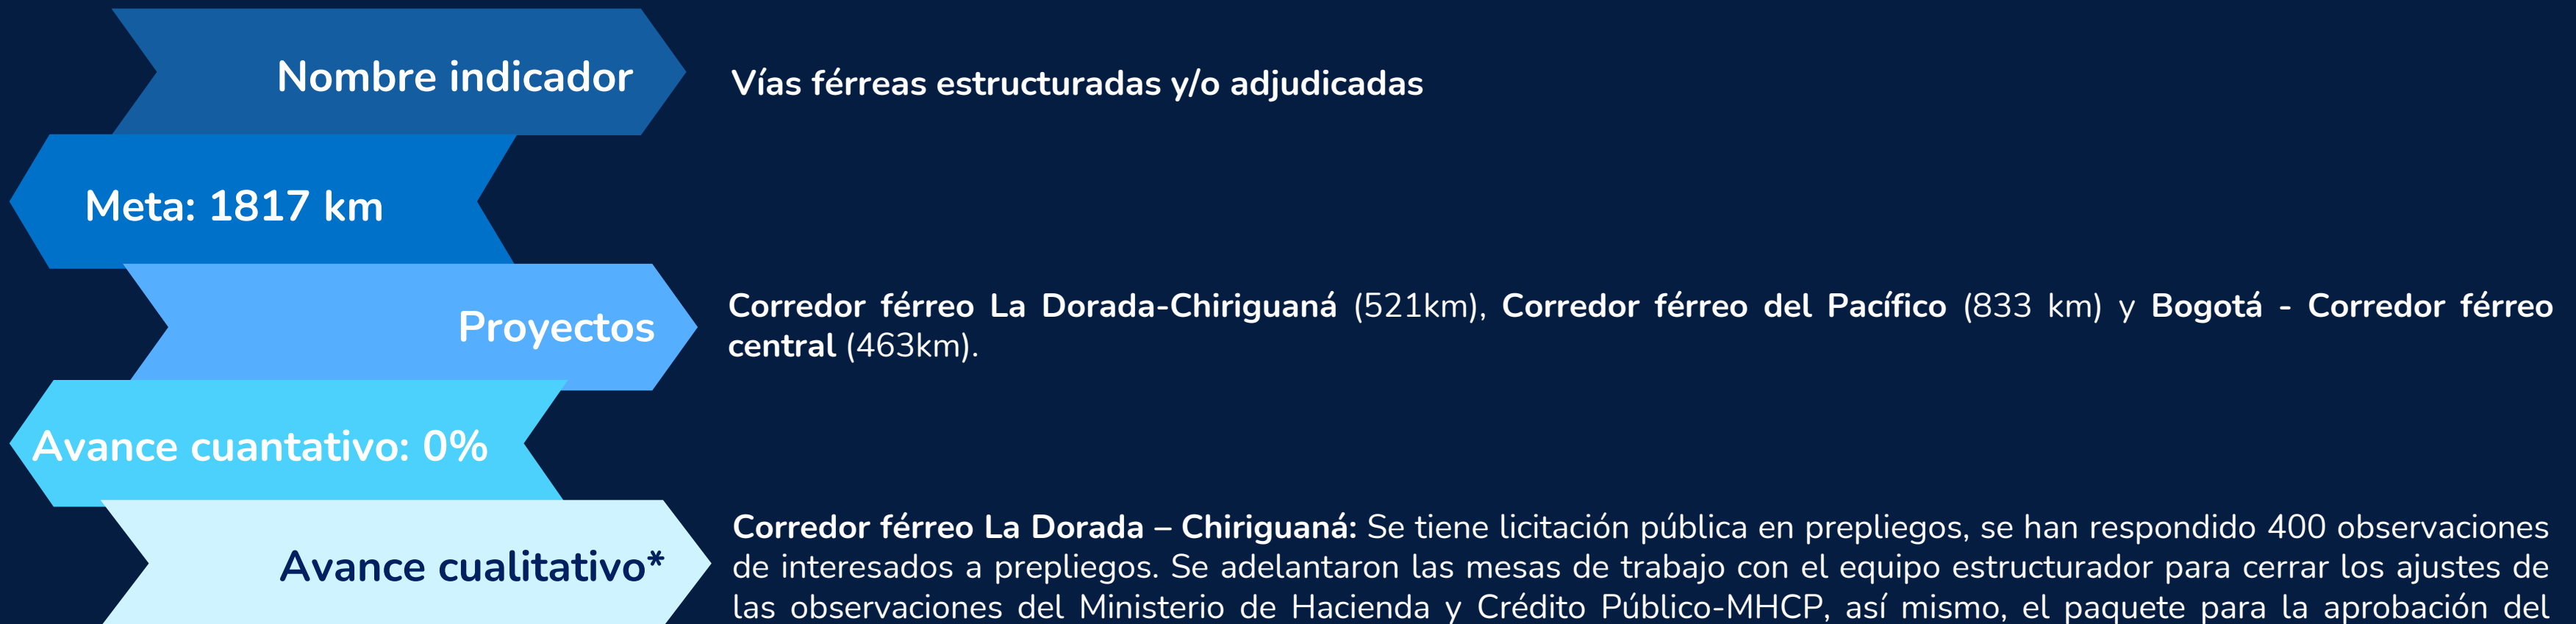 Nombre indicador
Vías férreas estructuradas y/o adjudicadas
Meta: 1817 km
Proyectos
Corredor férreo La Dorada-Chiriguaná (521km), Corredor férreo del Pacífico (833 km) y Bogotá - Corredor férreo
central (463km).
Avance cuantativo: 0%
Avance cualitativo*
Corredor férreo La Dorada – Chiriguaná: Se tiene licitación pública en prepliegos, se han respondido 400 observaciones
de interesados a prepliegos. Se adelantaron las mesas de trabajo con el equipo estructurador para cerrar los ajustes de
las observaciones del Ministerio de Hacienda y Crédito Público-MHCP, así mismo, el paquete para la aprobación del